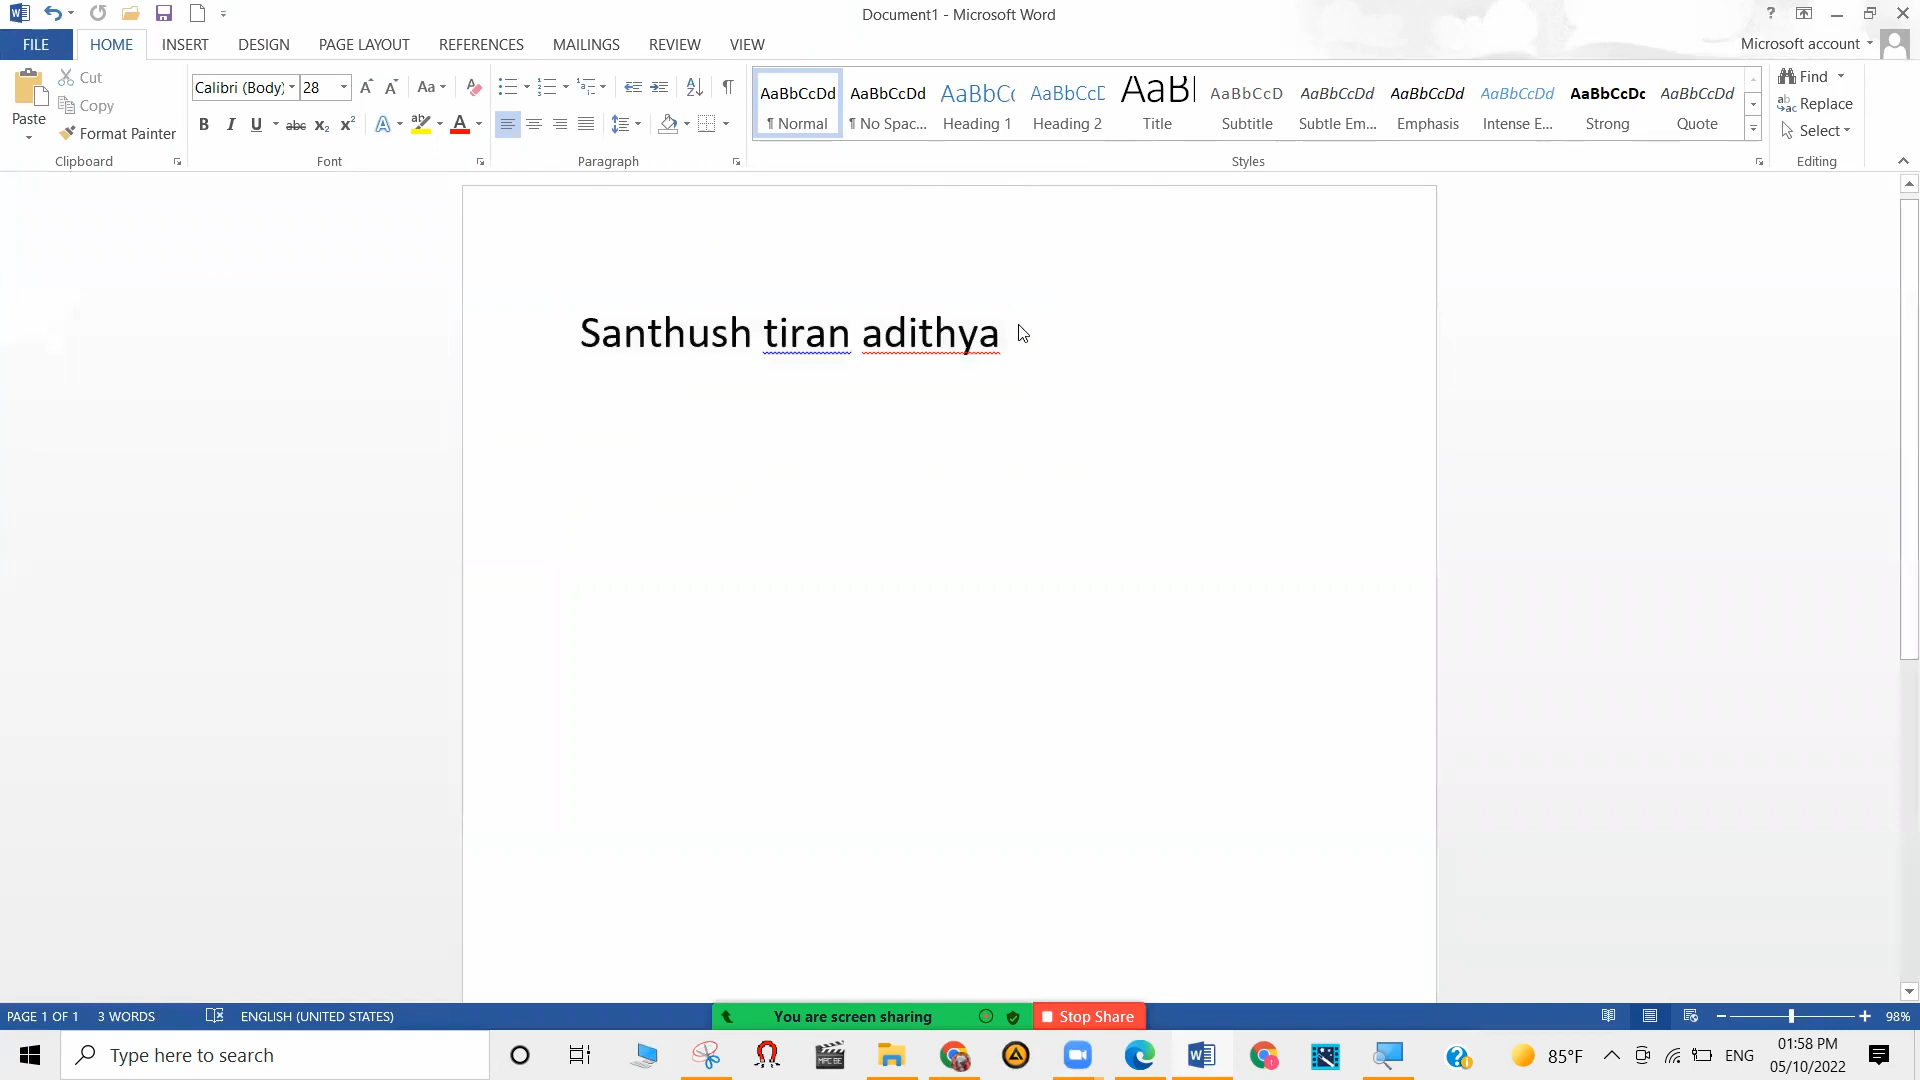 Document1 - Microsoft Word
?
FILE HOME INSERT DESIGN PAGE LAYOUT REFERENCES MAILINGS REVIEW VIEW
Microsoft account
Paste
Cut
Copy
Format Painter
Clipboard
Calibri (Body) 28
Font
Paragraph
AaBbCcDd AaBbCcDd AaBbC AaBbCc AaB AaBbCcD AaBbCcDd AaBbCcDd AaBbCcDd AaBbCcDc AaBbCcDd
¶ Normal ¶ No Spac... Heading 1 Heading 2 Title Subtitle Subtle Em... Emphasis Intense E... Strong Quote
Styles
Find
Replace
Select
Editing
Santhush tiran adithya
PAGE 1 OF 1 3 WORDS ENGLISH (UNITED STATES)
You are screen sharing
Stop Share
98%
Type here to search
85°F
ENG
01:58 PM
05/10/2022